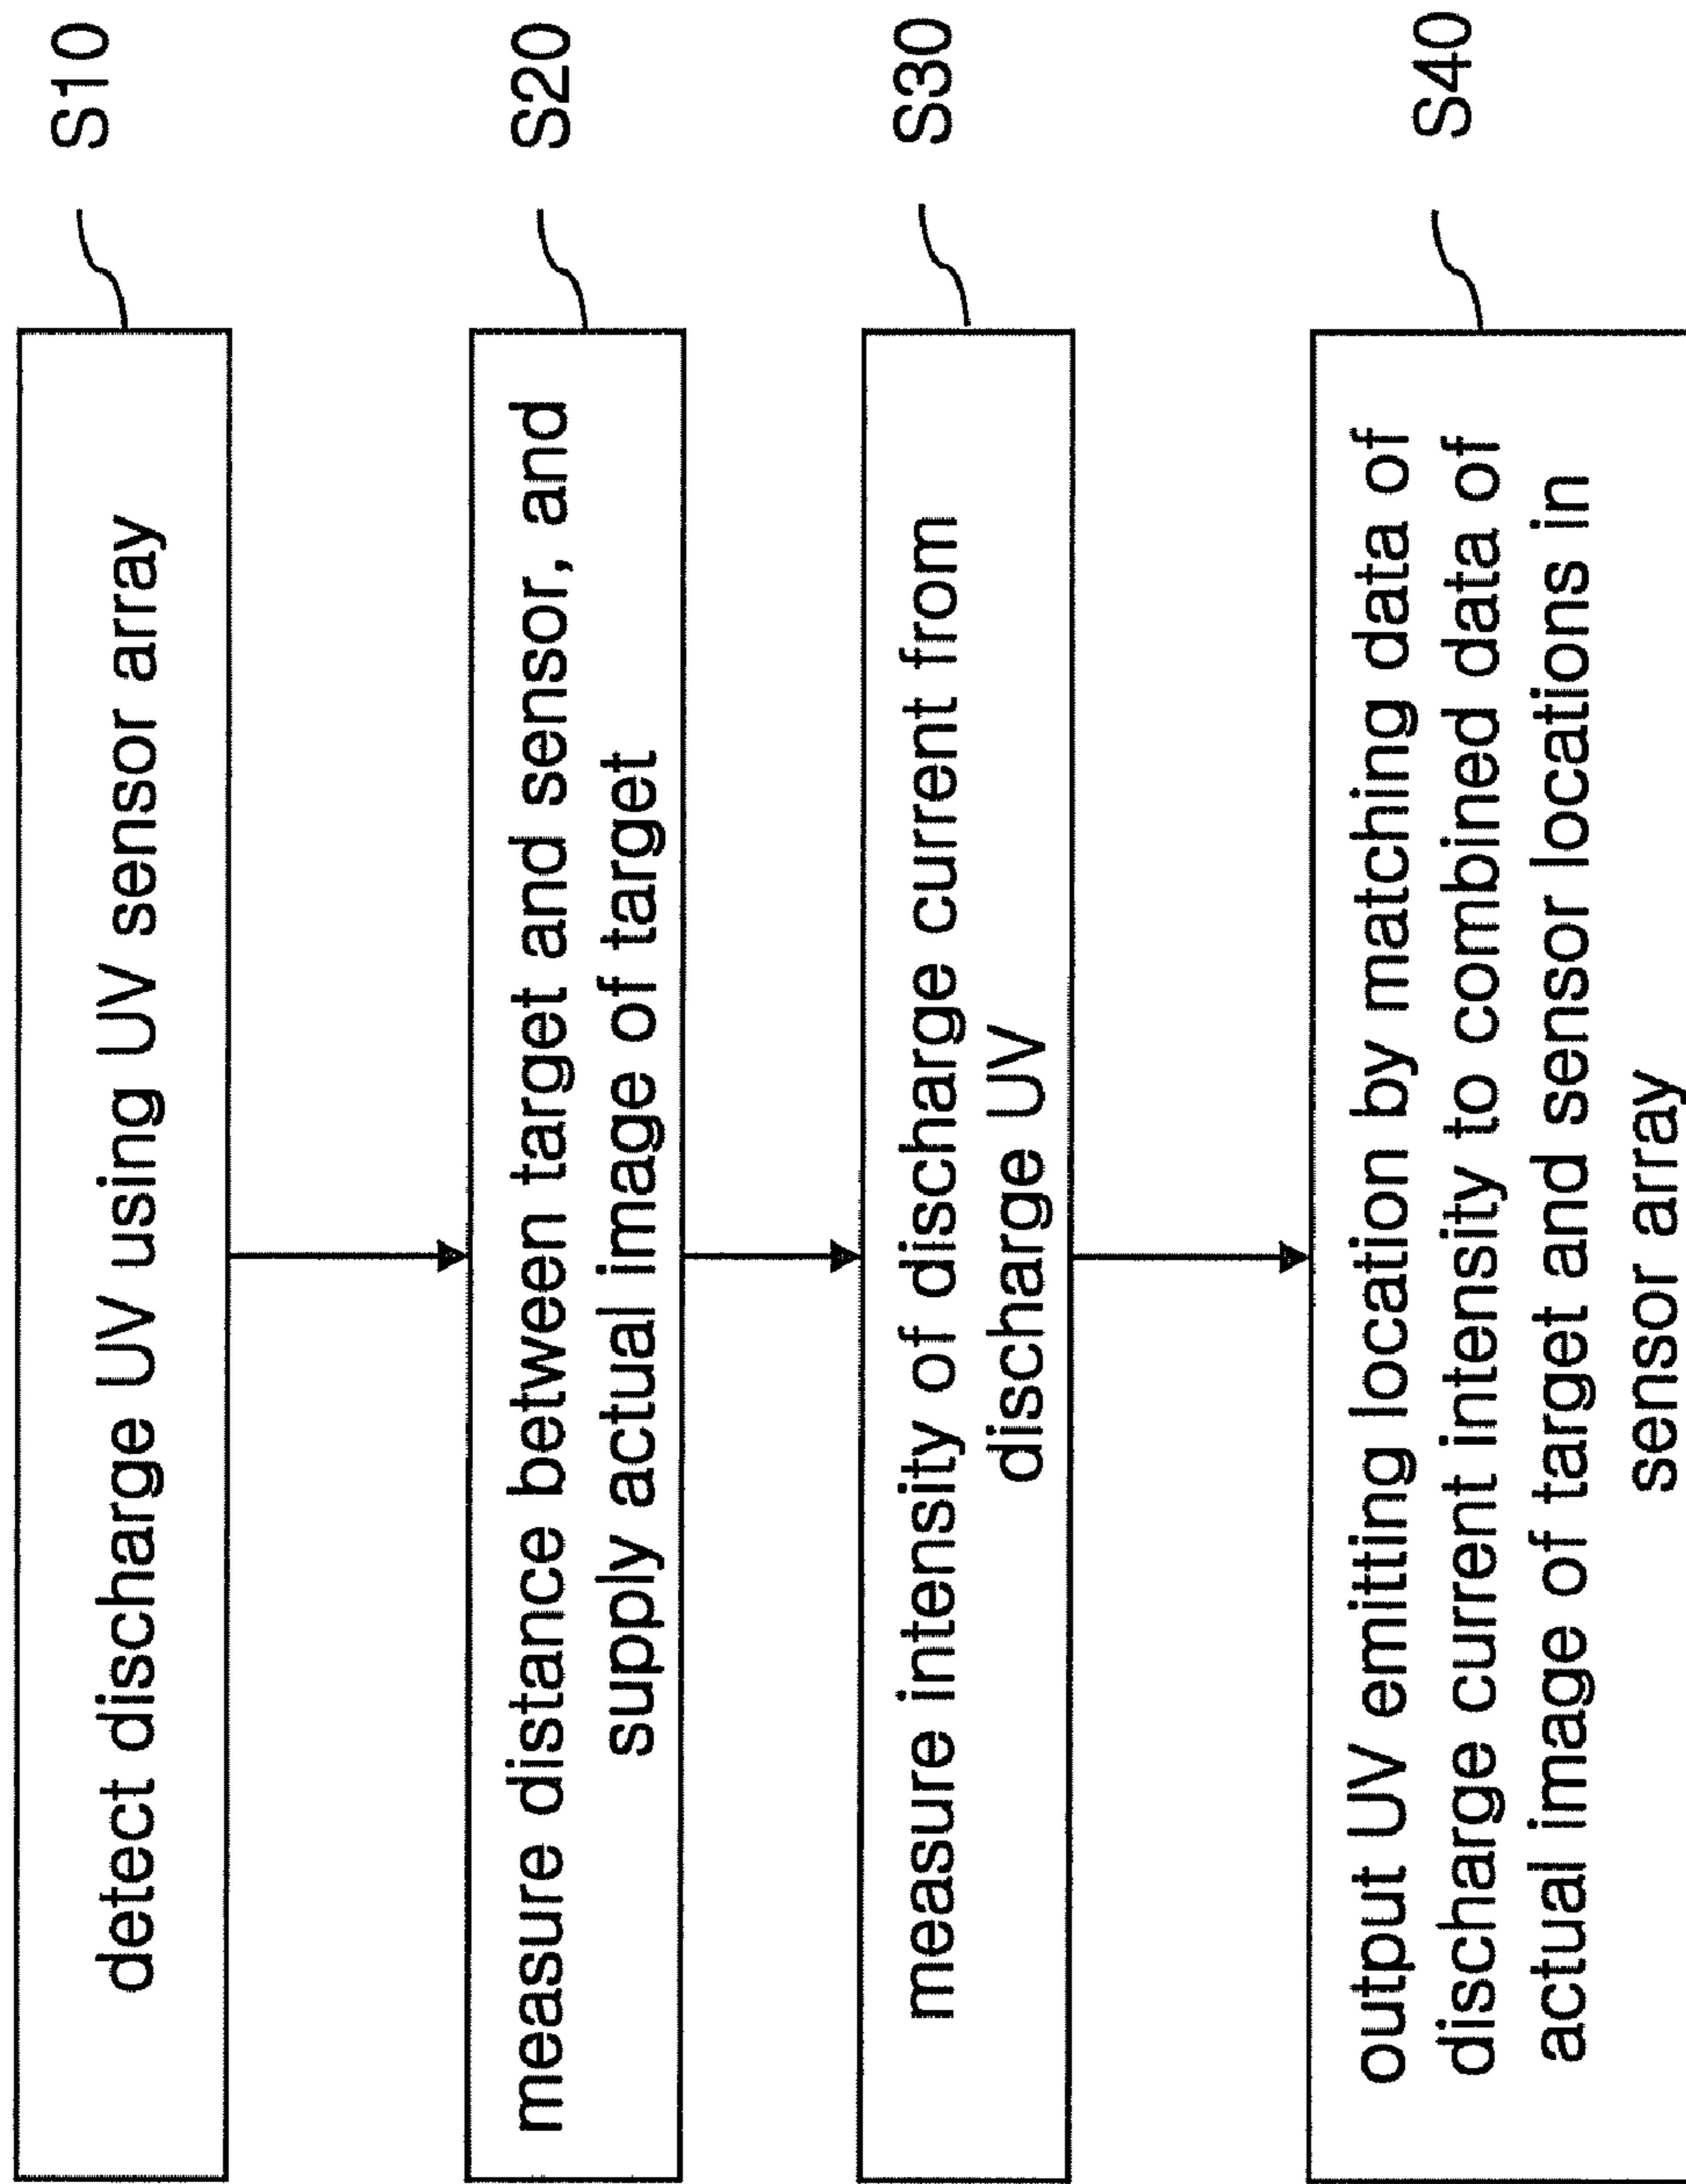 detect discharge UV using UV sensor array
S10
measure distance between target and sensor, and
supply actual image of target
S20
measure intensity of discharge current from
discharge UV
S30
output UV emitting location by matching data of
discharge current intensity to combined data of
actual image of target and sensor locations in
sensor array
S40